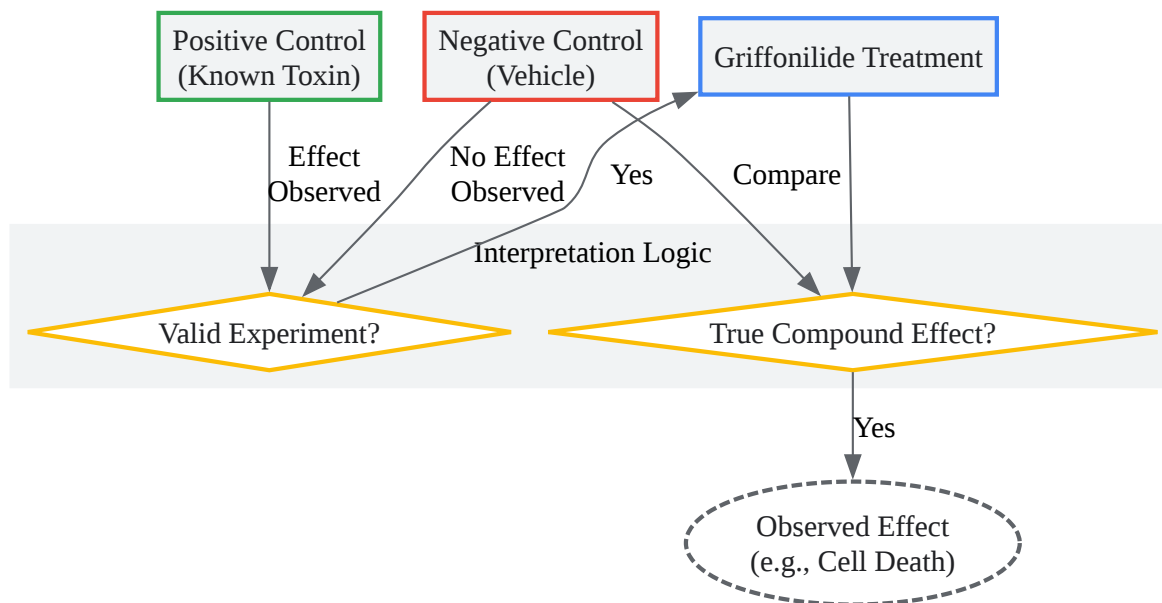 Positive Control
(Known Toxin)
Negative Control
(Vehicle)
Griffonilide Treatment
Effect
Observed
No Effect
Observed
Yes
Compare
Interpretation Logic
Valid Experiment?
True Compound Effect?
Yes
Observed Effect
(e.g., Cell Death)